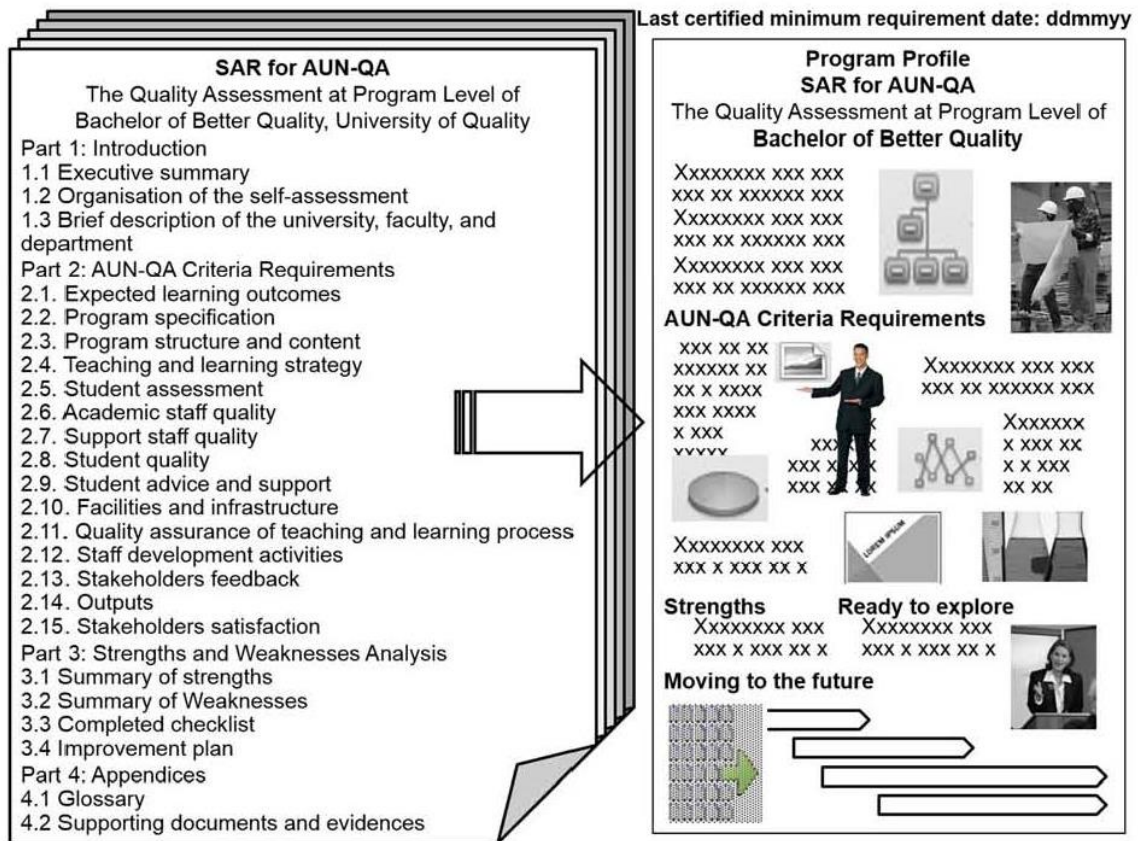 SAR for AUN-QA
The Quality Assessment at Program Level of
Bachelor of Better Quality, University of Quality
Part 1: Introduction
1.1 Executive summary
1.2 Organisation of the self-assessment
1.3 Brief description of the university, faculty, and
department
Part 2: AUN-QA Criteria Requirements
2.1. Expected learning outcomes
2.2. Program specification
2.3. Program structure and content
2.4. Teaching and learning strategy
2.5. Student assessment
2.6. Academic staff quality
2.7. Support staff quality
2.8. Student quality
2.9. Student advice and support
2.10. Facilities and infrastructure
2.11. Quality assurance of teaching and learning process
2.12. Staff development activities
2.13. Stakeholders feedback
2.14. Outputs
2.15. Stakeholders satisfaction
Part 3: Strengths and Weaknesses Analysis
3.1 Summary of strengths
3.2 Summary of Weaknesses
3.3 Completed checklist
3.4 Improvement plan
Part 4: Appendices
4.1 Glossary
4.2 Supporting documents and evidences
Last certified minimum requirement date: ddmmyy
Program Profile
SAR for AUN-QA
The Quality Assessment at Program Level of
Bachelor of Better Quality
Xxxxxxxx xxx xxx
xxx xx xxxxxx xxx
Xxxxxxxx xxx xxx
xxx xx xxxxxx xxx
Xxxxxxxx xxx xxx
xxx xx xxxxxx xxx
AUN-QA Criteria Requirements
xxx xx xx
xxxxxx xx
xx x xxxx
xxx xxxx
x xxx
xxxxx
Xxxxxxxx xxx xxx
xxx xx xxxxxx xxx
Xxxxxxx
x xxx xx
x x xxx
xx xx
LOREM IPSUM
Xxxxxxxx xxx
xxx x xxx xx x
Strengths
Xxxxxxxx xxx
xxx x xxx xx x
Ready to explore
Xxxxxxxx xxx
xxx x xxx xx x
Moving to the future